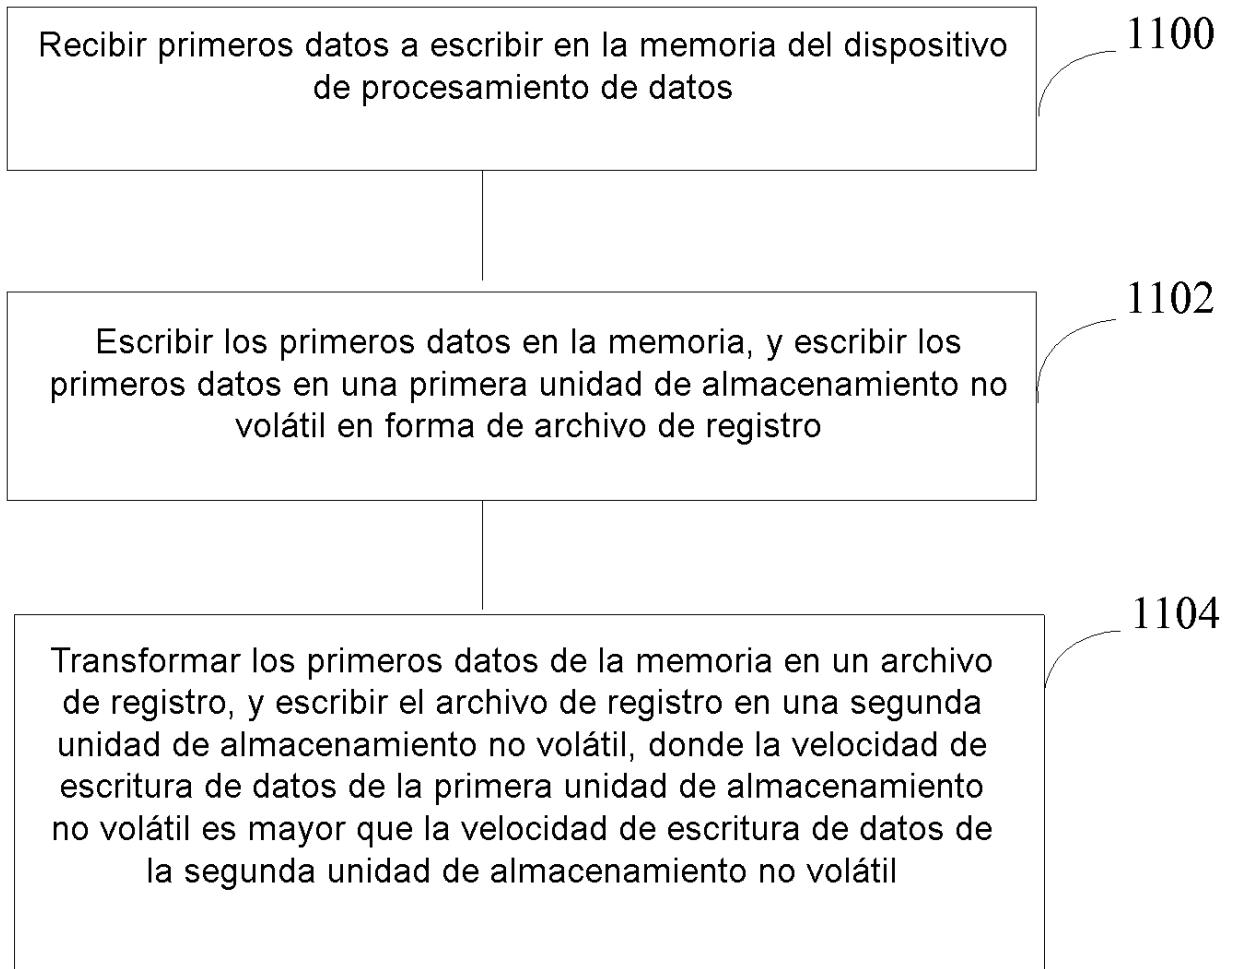 Recibir primeros datos a escribir en la memoria del dispositivo
de procesamiento de datos
1100
Escribir los primeros datos en la memoria, y escribir los
primeros datos en una primera unidad de almacenamiento no
volátil en forma de archivo de registro
1102
Transformar los primeros datos de la memoria en un archivo
de registro, y escribir el archivo de registro en una segunda
unidad de almacenamiento no volátil, donde la velocidad de
escritura de datos de la primera unidad de almacenamiento
no volátil es mayor que la velocidad de escritura de datos de
la segunda unidad de almacenamiento no volátil
1104